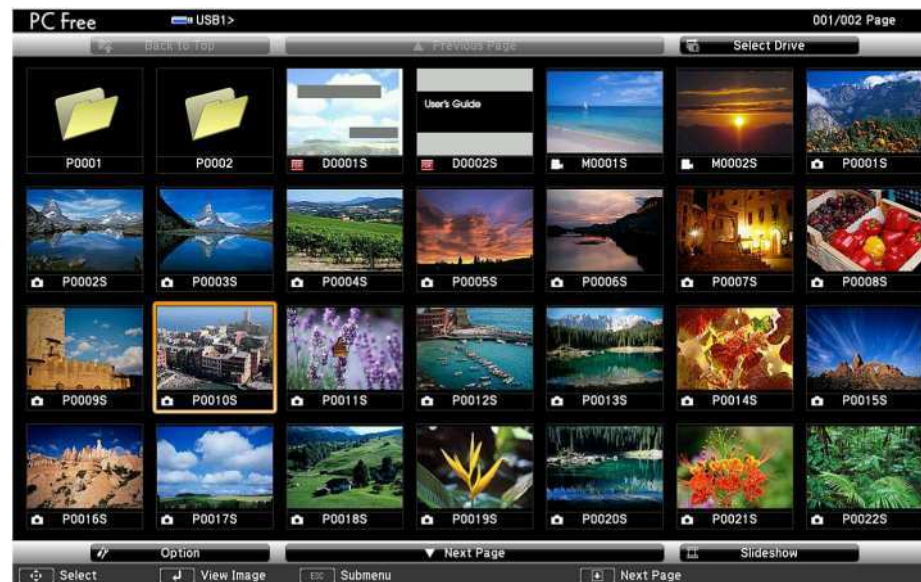 PC Free USB1> 001/002 Page
Back to Top ▲ Previous Page Select Drive
User's Guide
P0001 P0002 PDF D0001S PDF D0002S M0001S M0002S P0001S
P0002S P0003S P0004S P0005S P0006S P0007S P0008S
P0009S P0010S P0011S P0012S P0013S P0014S P0015S
P0016S P0017S P0018S P0019S P0020S P0021S P0022S
Option ▼ Next Page Slideshow
Select View Image ESC Submenu Next Page